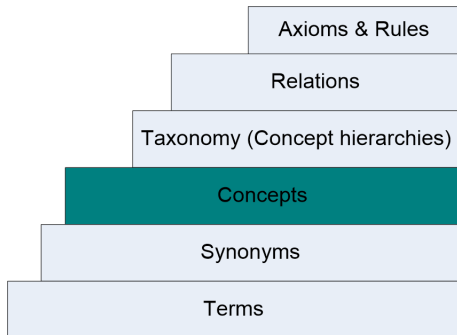 Axioms & Rules
Relations
Taxonomy (Concept hierarchies)
Concepts
Synonyms
Terms